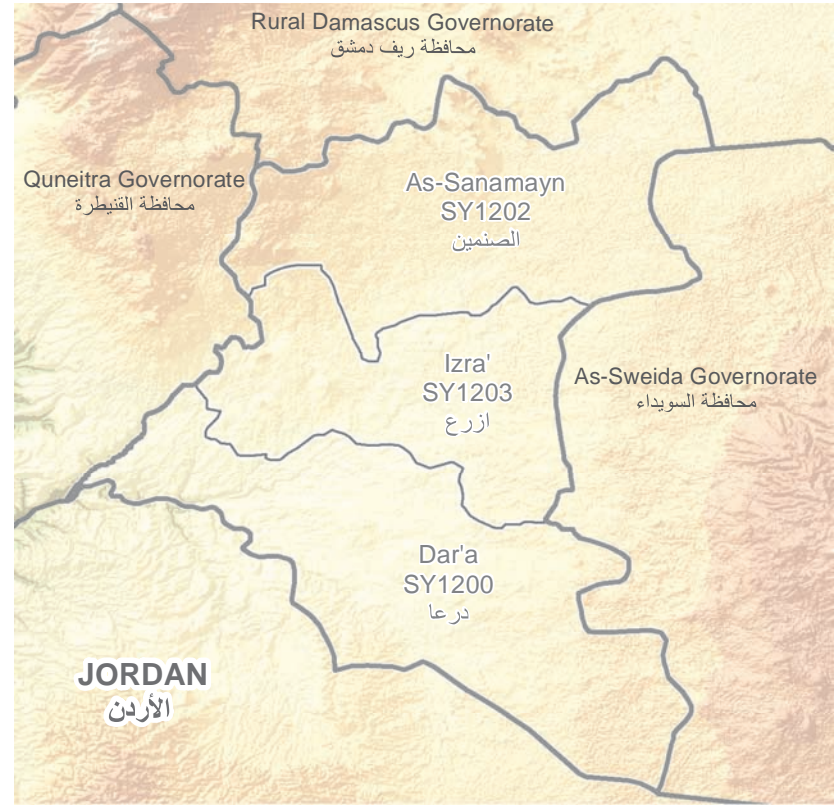 Rural Damascus Governorate
محافظة ريف دمشق
Quneitra Governorate
محافظة القنيطرة
As-Sanamayn
SY1202
الصنمين
Izra'
SY1203
ازرع
As-Sweida Governorate
محافظة السويداء
Dar'a
SY1200
درعا
JORDAN
الأردن